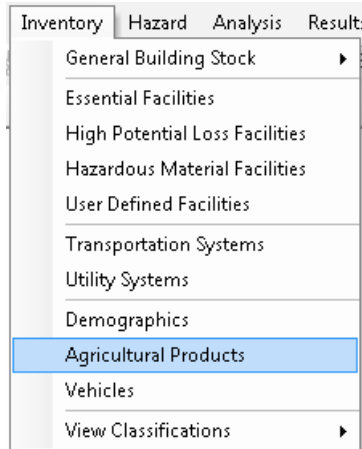 Inventory Hazard Analysis Result
General Building Stock
Essential Facilities
High Potential Loss Facilities
Hazardous Material Facilities
User Defined Facilities
Transportation Systems
Utility Systems
Demographics
Agricultural Products
Vehicles
View Classifications